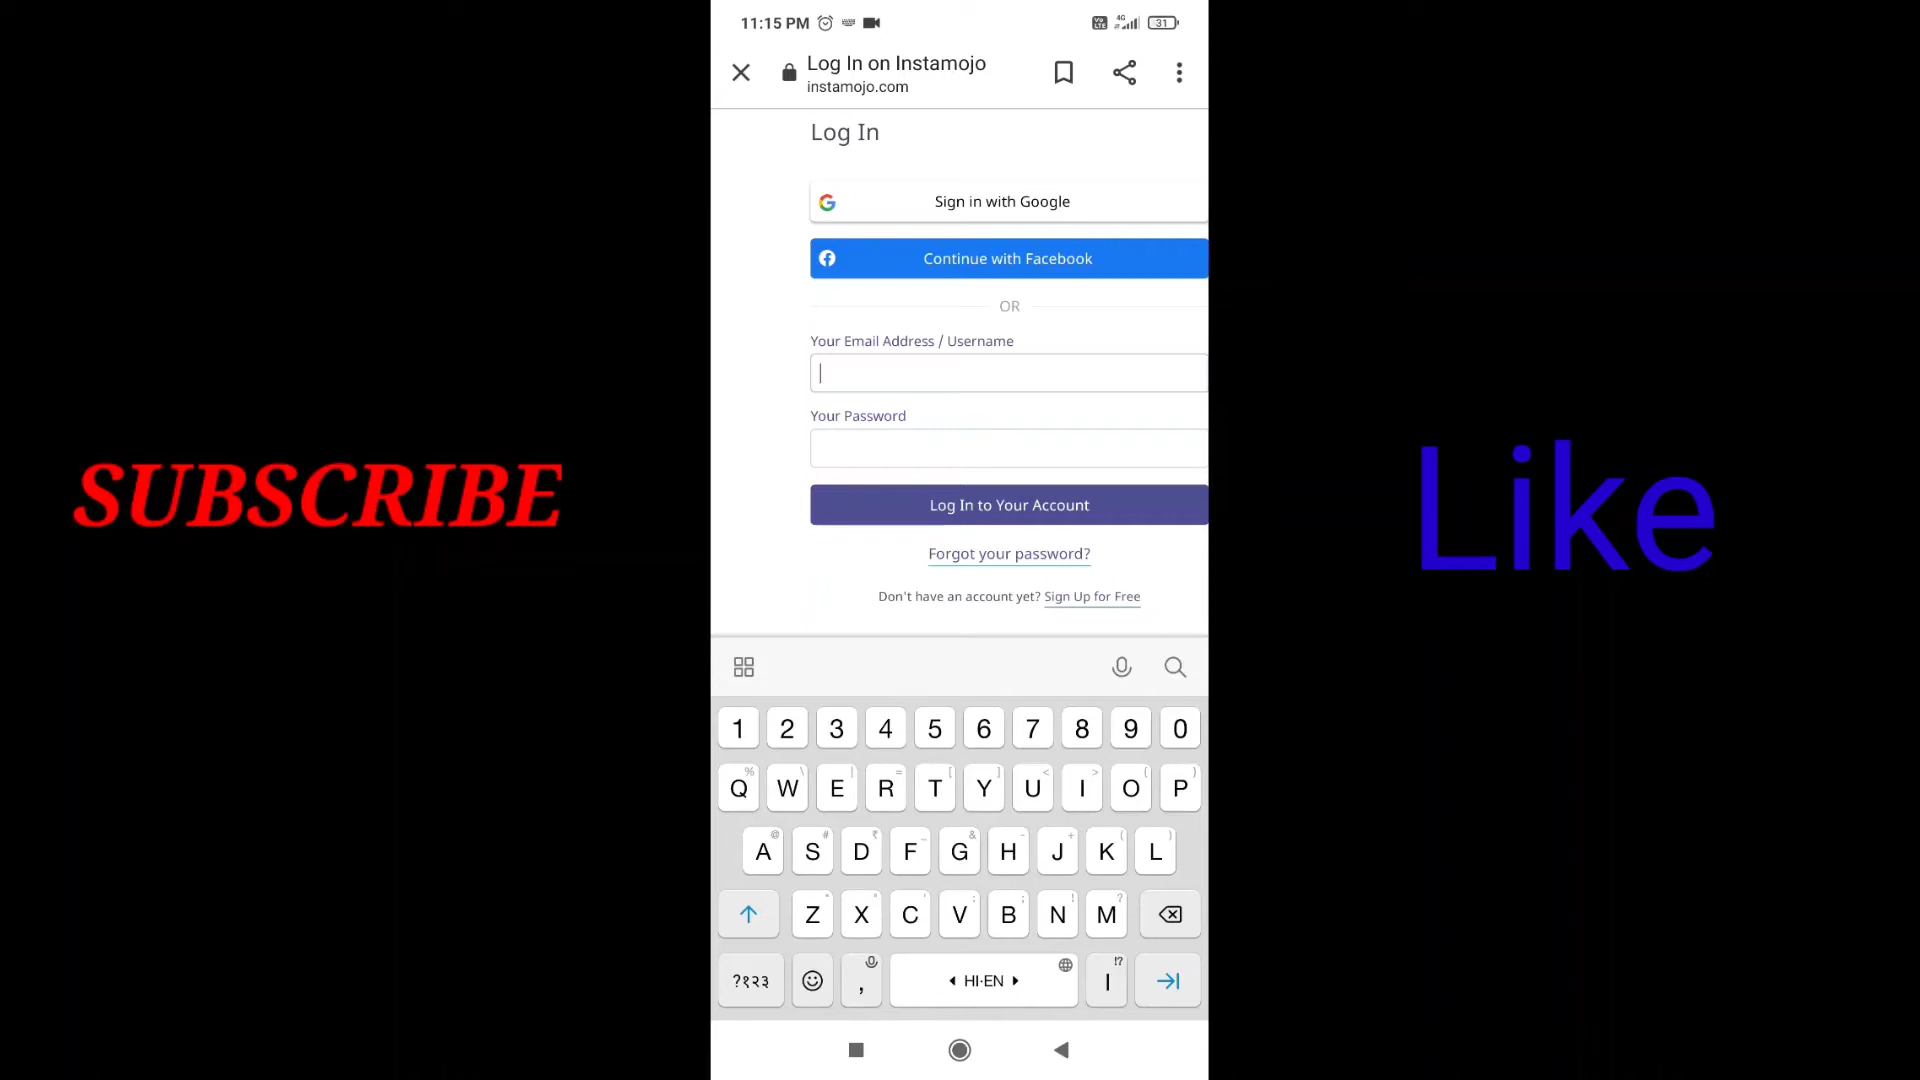 11:15 PM
Vo LTE 4G 31
Log In on Instamojo
instamojo.com
Log In
Sign in with Google
Continue with Facebook
OR
Your Email Address / Username
Your Password
Log In to Your Account
Forgot your password?
Don't have an account yet? Sign Up for Free
SUBSCRIBE
Like
1 2 3 4 5 6 7 8 9 0
% \ | = [ ] < > { }
Q W E R T Y U I O P
@ # ₹ _ & - + ( )
A S D F G H J K L
* " ' : ; ! ?
Z X C V B N M
!?
?१२३ , HI·EN ।